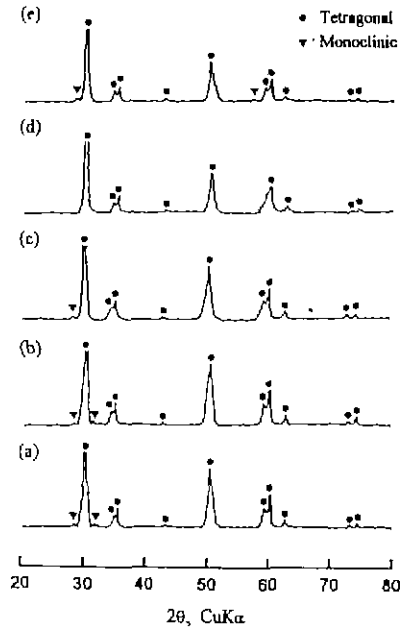 (e)
Tetragonal
Monoclinic
(d)
(c)
(b)
(a)
20 30 40 50 60 70 80
2θ, CuKα